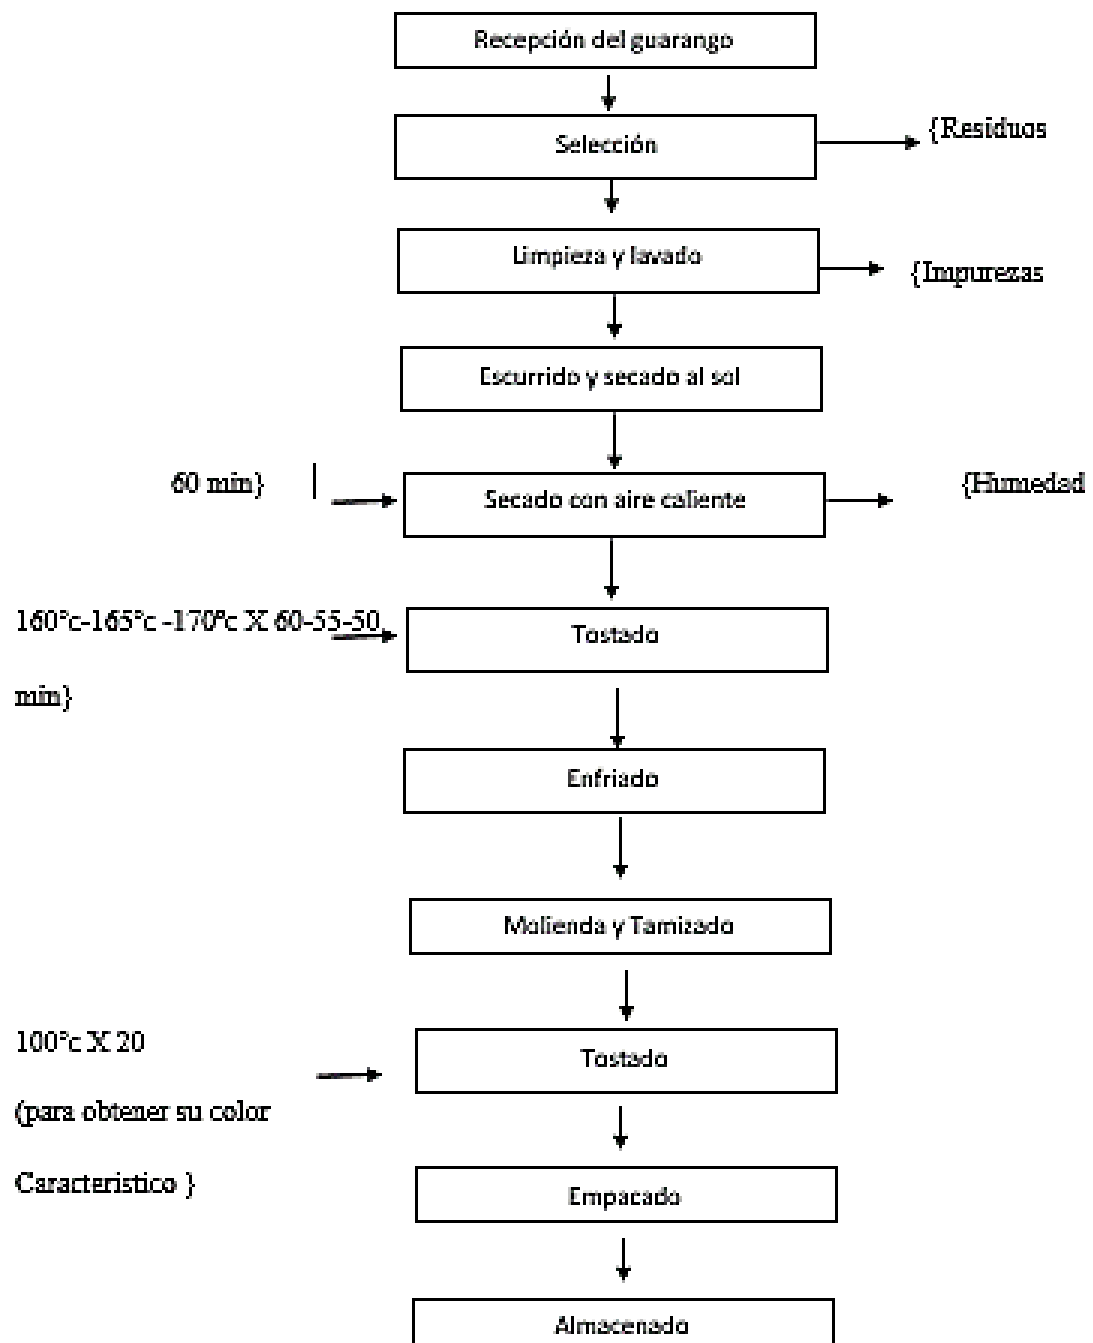 Recepción del guarango
Selección
{Residuos
Limpieza y lavado
{Impurezas
Escurrido y secado al sol
60 min}
Secado con aire caliente
{Humedad
160°c-165°c -170°c X 60-55-50
min}
Tostado
Enfriado
Molienda y Tamizado
100°c X 20
(para obtener su color
Caracteristico }
Tostado
Empacado
Almacenado